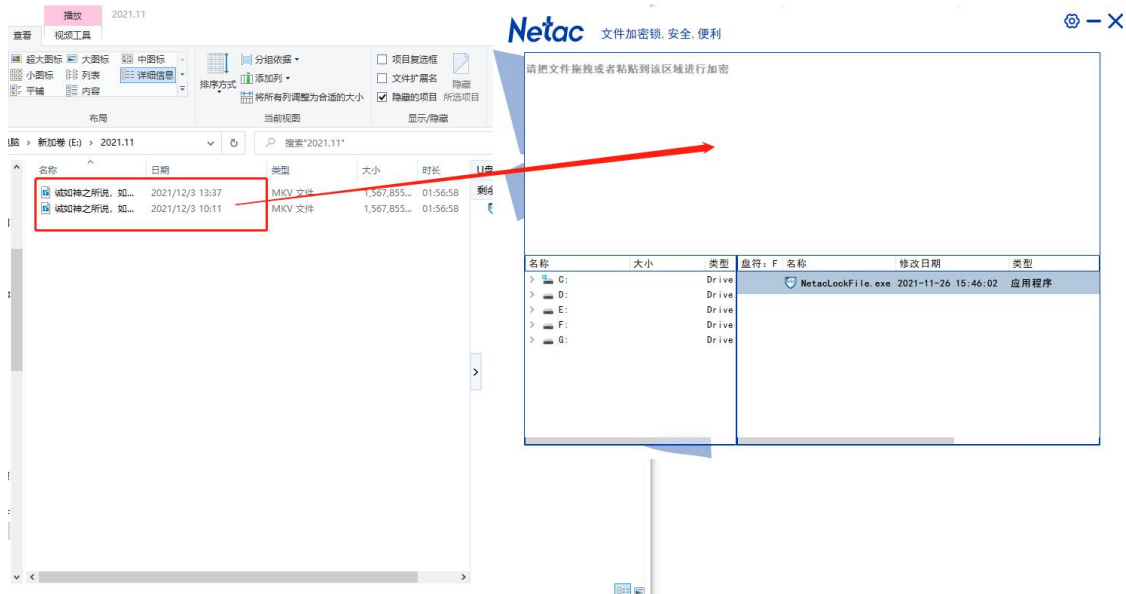 播放
2021.11
查看
视频工具
超大图标 大图标 中图标
小图标 列表 详细信息
平铺 内容
布局
排序方式
分组依据
添加列
将所有列调整为合适的大小
当前视图
项目复选框
文件扩展名
隐藏的项目
隐藏
所选项目
显示/隐藏
新加卷 (E:) › 2021.11
搜索"2021.11"
名称 日期 类型 大小 时长
诚如神之所说，如... 2021/12/3 13:37 MKV 文件 1,567,855... 01:56:58
诚如神之所说，如... 2021/12/3 10:11 MKV 文件 1,567,855... 01:56:58
Netac 文件加密锁,安全,便利
请把文件拖拽或者粘贴到该区域进行加密
名称 大小 类型
C: Drive
D: Drive
E: Drive
F: Drive
G: Drive
盘符: F 名称 修改日期 类型
NetacLockFile.exe 2021-11-26 15:46:02 应用程序